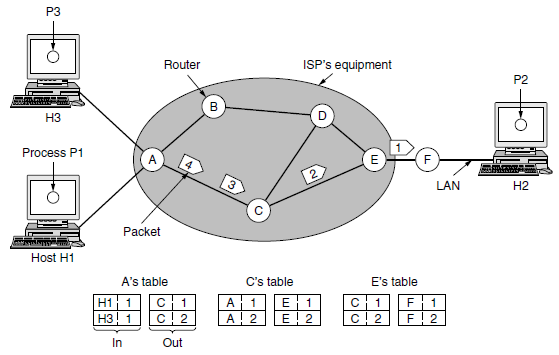 P3
Router
ISP's equipment
P2
B
D
1
H3
Process P1
A
4
3
2
E
F
C
LAN
H2
Packet
Host H1
A's table
C's table
E's table
H1 1 C 1 A 1 E 1 C 1 F 1
H3 1 C 2 A 2 E 2 C 2 F 2
In Out